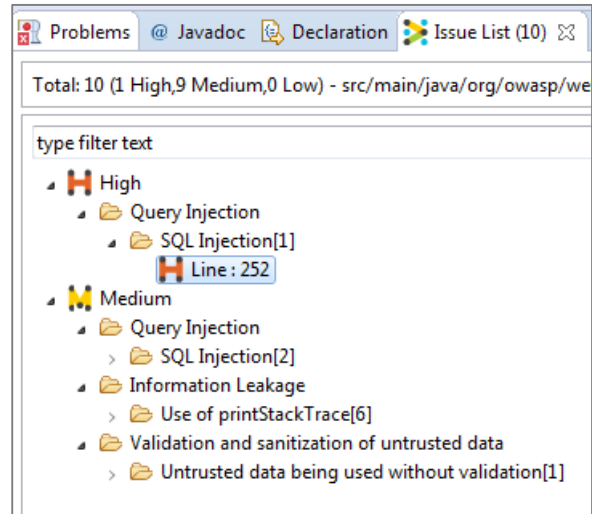 Problems @ Javadoc Declaration Issue List (10)
Total: 10 (1 High,9 Medium,0 Low) - src/main/java/org/owasp/we
type filter text
H High
Query Injection
SQL Injection[1]
H Line : 252
M Medium
Query Injection
SQL Injection[2]
Information Leakage
Use of printStackTrace[6]
Validation and sanitization of untrusted data
Untrusted data being used without validation[1]